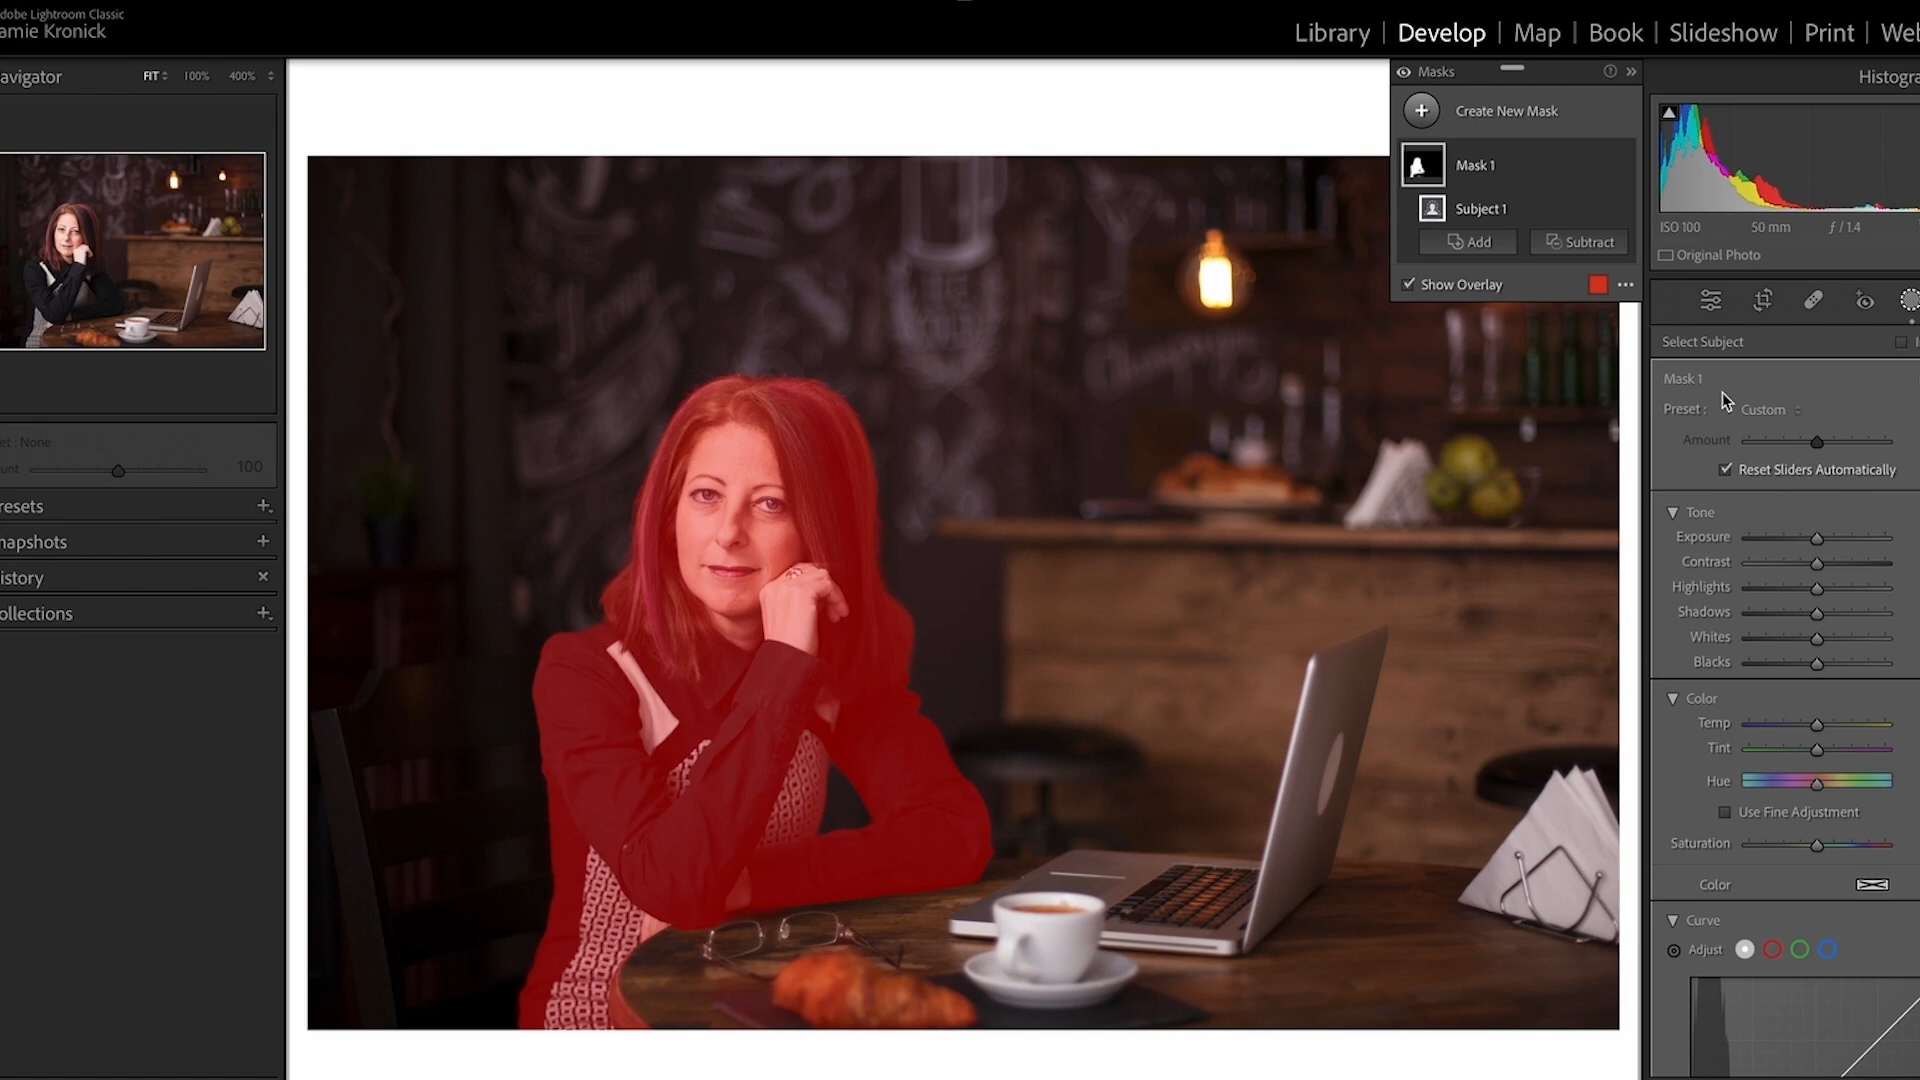 dobe Lightroom Classic
amie Kronick
Library | Develop | Map | Book | Slideshow | Print | Web
avigator FIT 100% 400%
Masks
Histogra
Create New Mask
Mask 1
Subject 1
Add Subtract
Show Overlay
ISO 100 50 mm ƒ / 1.4
Original Photo
Select Subject
Mask 1
Preset : Custom
Amount
Reset Sliders Automatically
Tone
Exposure
Contrast
Highlights
Shadows
Whites
Blacks
Color
Temp
Tint
Hue
Use Fine Adjustment
Saturation
Color
Curve
Adjust
et : None
unt 100
resets
napshots
istory
ollections